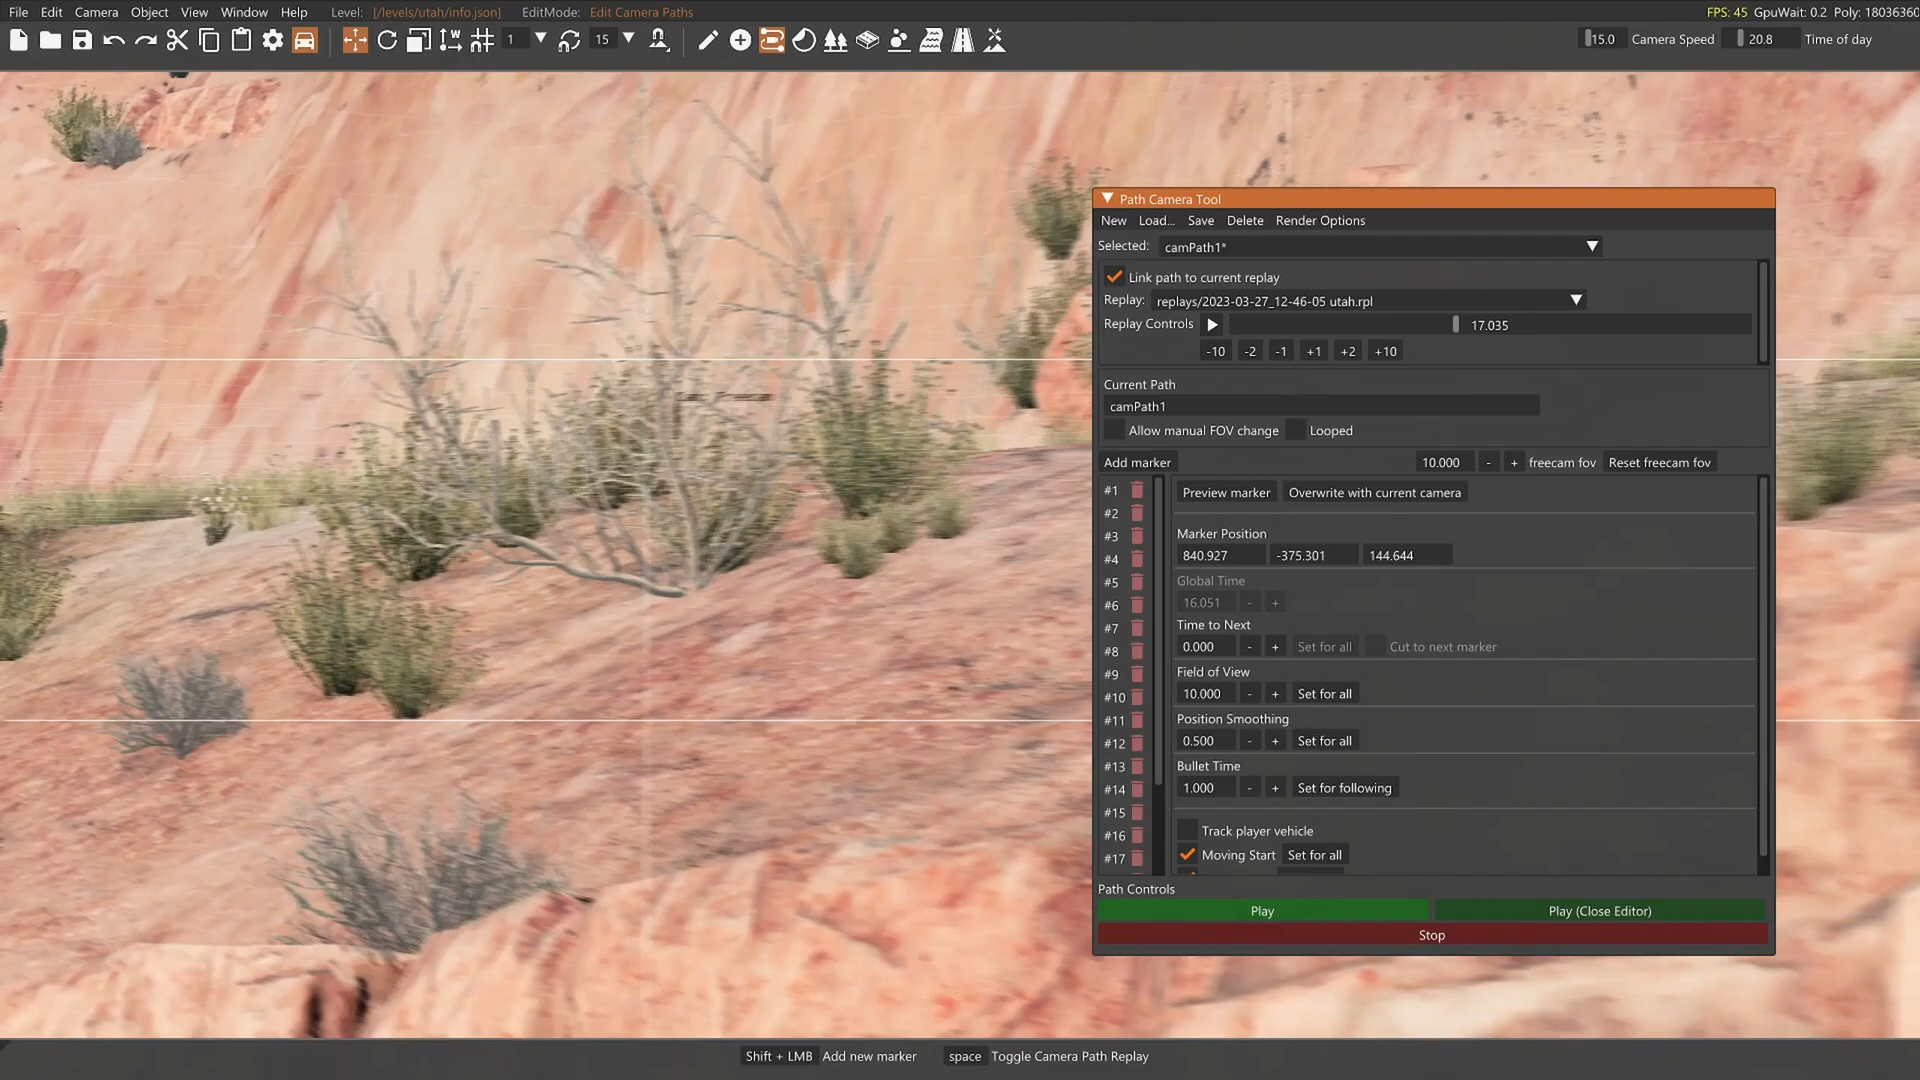 File Edit Camera Object View Window Help Level: [/levels/utah/info.json] EditMode: Edit Camera Paths FPS: 45 GpuWait: 0.2 Poly: 18036360
1 15 15.0 Camera Speed 20.8 Time of day
Path Camera Tool
New Load... Save Delete Render Options
Selected: camPath1*
Link path to current replay
Replay: replays/2023-03-27_12-46-05 utah.rpl
Replay Controls 17.035
-10 -2 -1 +1 +2 +10
Current Path
camPath1
Allow manual FOV change Looped
Add marker 10.000 - + freecam fov Reset freecam fov
#1 Preview marker Overwrite with current camera
#2
#3 Marker Position
#4 840.927 -375.301 144.644
#5 Global Time
#6 16.051 - +
#7 Time to Next
#8 0.000 - + Set for all Cut to next marker
#9 Field of View
#10 10.000 - + Set for all
#11 Position Smoothing
#12 0.500 - + Set for all
#13 Bullet Time
#14 1.000 - + Set for following
#15
#16 Track player vehicle
#17 Moving Start Set for all
Path Controls
Play Play (Close Editor)
Stop
Shift + LMB Add new marker space Toggle Camera Path Replay